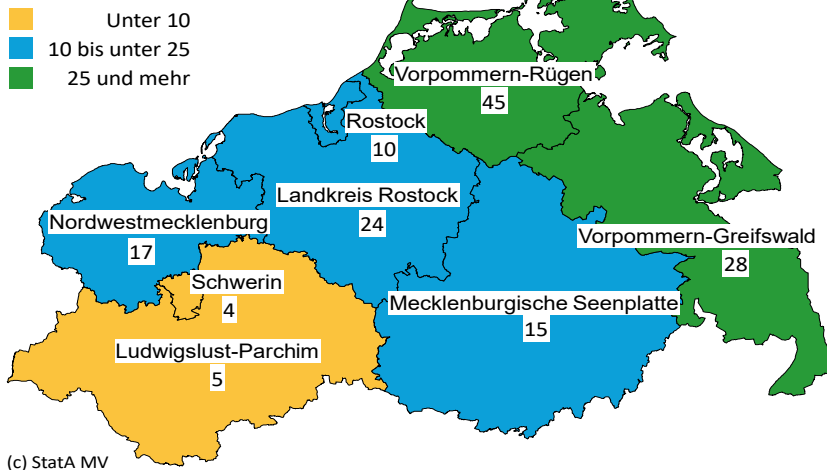 Unter 10
10 bis unter 25
25 und mehr
Vorpommern-Rügen
45
Rostock
10
Landkreis Rostock
24
Nordwestmecklenburg
17
Vorpommern-Greifswald
28
Schwerin
4
Mecklenburgische Seenplatte
15
Ludwigslust-Parchim
5
(c) StatA MV